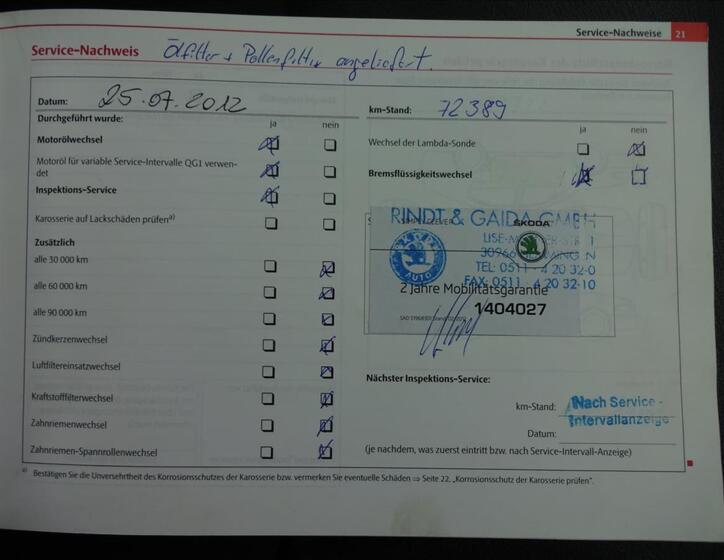 Service-Nachweise 21
Service-Nachweis Ölfilter + Pollenfilter angeliefert.
Datum: 25.07.2012
km-Stand: 72389
Durchgeführt wurde: ja nein
ja nein
Motorölwechsel
Wechsel der Lambda-Sonde
Motoröl für variable Service-Intervalle QG1 verwen-
det
Bremsflüssigkeitswechsel
Inspektions-Service
Karosserie auf Lackschäden prüfen a)
Zusätzlich
alle 30 000 km
alle 60 000 km
alle 90 000 km
Zündkerzenwechsel
Luftfiltereinsatzwechsel
Kraftstofffilterwechsel
Zahnriemenwechsel
Zahnriemen-Spannrollenwechsel
RINDT & GAIDA GMBH
ŠKODA
30966
TEL: 0511 4 20 32-0
FAX: 0511 4 20 32-10
SKODA
AUTO
2 Jahre Mobilitätsgarantie
1404027
Nächster Inspektions-Service:
km-Stand: Nach Service-
Intervallanzeige
Datum:
(je nachdem, was zuerst eintritt bzw. nach Service-Intervall-Anzeige)
a) Bestätigen Sie die Unversehrtheit des Korrosionsschutzes der Karosserie bzw. vermerken Sie eventuelle Schäden ⇒ Seite 22, „Korrosionsschutz der Karosserie prüfen“.